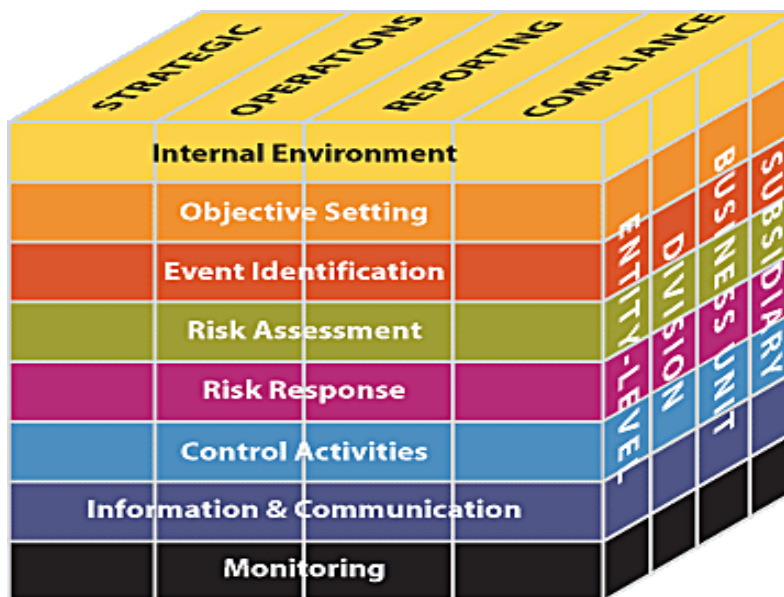 STRATEGIC
OPERATIONS
REPORTING
COMPLIANCE
Internal Environment
Objective Setting
Event Identification
Risk Assessment
Risk Response
Control Activities
Information & Communication
Monitoring
ENTITY-LEVEL
DIVISION
BUSINESS UNIT
SUBSIDIARY